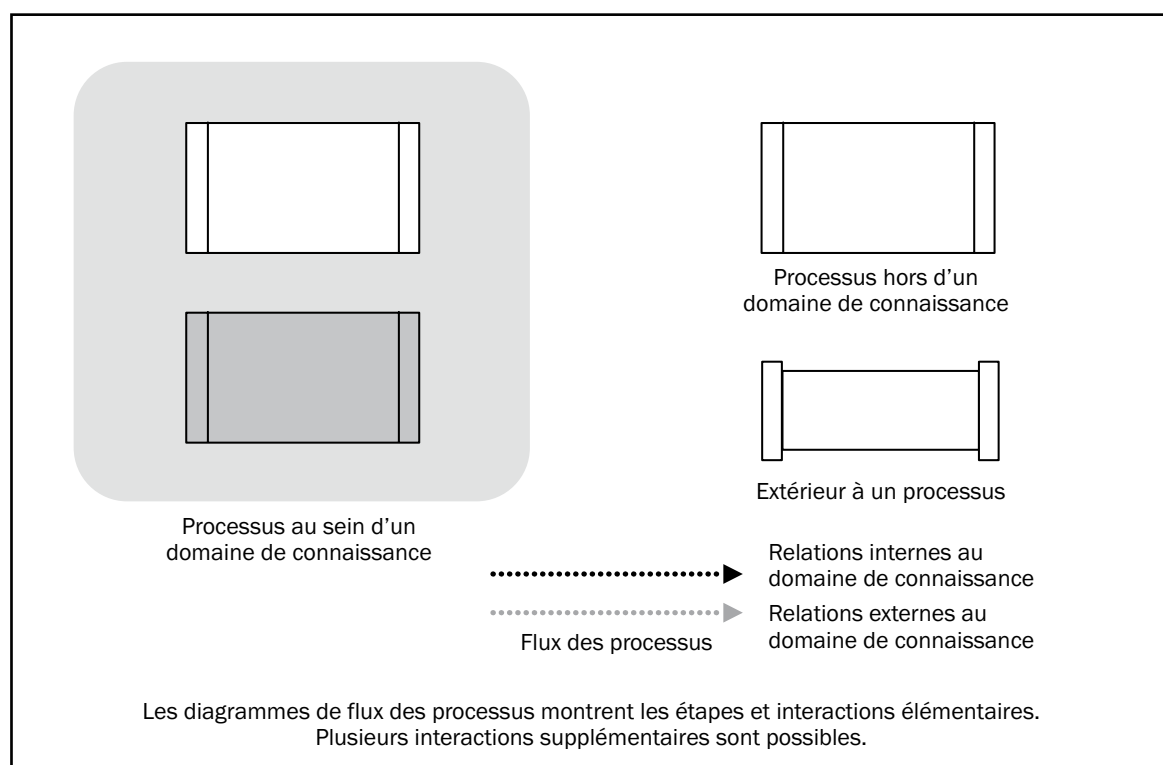 Processus hors d’un
domaine de connaissance
Extérieur à un processus
Processus au sein d’un
domaine de connaissance
Relations internes au
domaine de connaissance
Relations externes au
domaine de connaissance
Flux des processus
Les diagrammes de flux des processus montrent les étapes et interactions élémentaires.
Plusieurs interactions supplémentaires sont possibles.